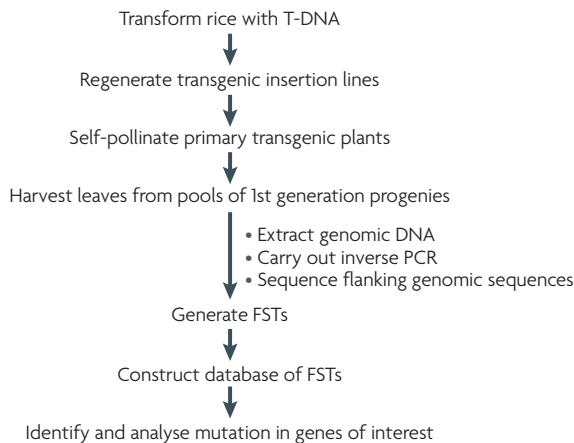 Transform rice with T-DNA
Regenerate transgenic insertion lines
Self-pollinate primary transgenic plants
Harvest leaves from pools of 1st generation progenies
• Extract genomic DNA
• Carry out inverse PCR
• Sequence flanking genomic sequences
Generate FSTs
Construct database of FSTs
Identify and analyse mutation in genes of interest